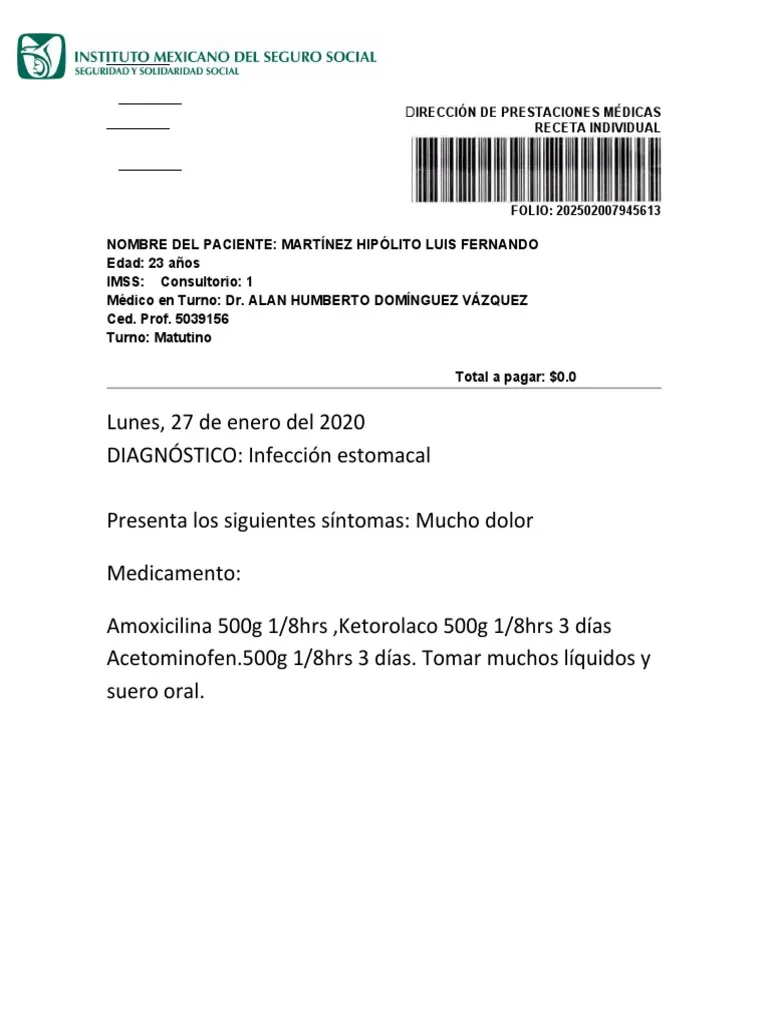 INSTITUTO MEXICANO DEL SEGURO SOCIAL
SEGURIDAD Y SOLIDARIDAD SOCIAL
DIRECCIÓN DE PRESTACIONES MÉDICAS
RECETA INDIVIDUAL
FOLIO: 202502007945613
NOMBRE DEL PACIENTE: MARTÍNEZ HIPÓLITO LUIS FERNANDO
Edad: 23 años
IMSS: Consultorio: 1
Médico en Turno: Dr. ALAN HUMBERTO DOMÍNGUEZ VÁZQUEZ
Ced. Prof. 5039156
Turno: Matutino
Total a pagar: $0.0
Lunes, 27 de enero del 2020
DIAGNÓSTICO: Infección estomacal
Presenta los siguientes síntomas: Mucho dolor
Medicamento:
Amoxicilina 500g 1/8hrs ,Ketorolaco 500g 1/8hrs 3 días
Acetominofen.500g 1/8hrs 3 días. Tomar muchos líquidos y
suero oral.